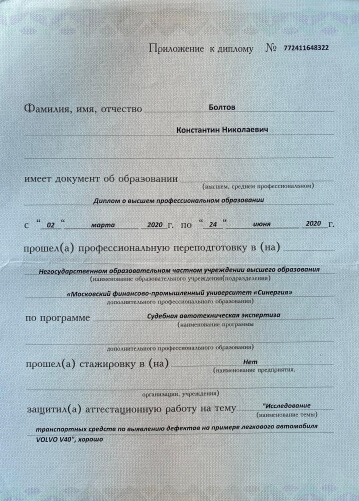 Приложение к диплому № 772411648322
Фамилия, имя, отчество Болтов
Константин Николаевич
имеет документ об образовании
(высшем, среднем профессиональном)
Диплом о высшем профессиональном образовании
с “ 02 “ марта 2020 г. по “ 24 “ июня 2020 г.
прошел(а) профессиональную переподготовку в (на)
Негосударственном образовательном частном учреждении высшего образования
(наименование образовательного учреждения(подразделения)
«Московский финансово-промышленный университет «Синергия»
дополнительного профессионального образования)
по программе Судебная автотехническая экспертиза
(наименование программы
дополнительного профессионального образования)
прошел(а) стажировку в (на) Нет
(наименование предприятия,
организации, учреждения)
защитил(а) аттестационную работу на тему "Исследование
(наименование темы)
транспортных средств по выявлению дефектов на примере легкового автомобиля
VOLVO V40", хорошо